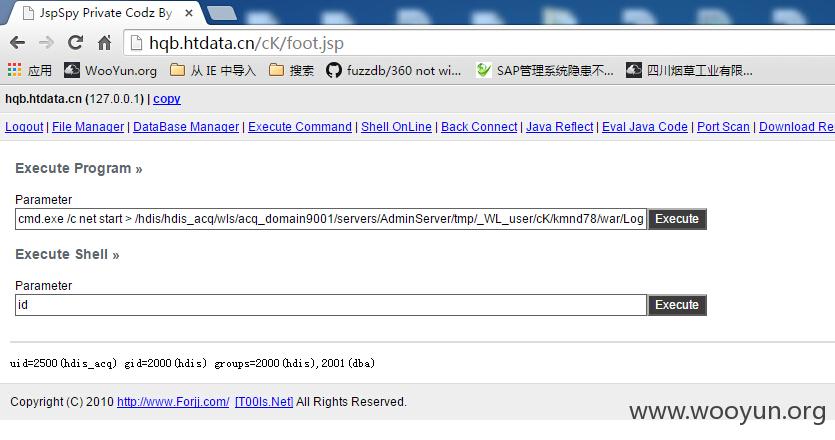 JspSpy Private Codz By
hqb.htdata.cn/cK/foot.jsp
应用 WooYun.org 从 IE 中导入 搜索 fuzzdb/360 not wi... SAP管理系统隐患不... 四川烟草工业有限...
hqb.htdata.cn (127.0.0.1) | copy
Logout | File Manager | DataBase Manager | Execute Command | Shell OnLine | Back Connect | Java Reflect | Eval Java Code | Port Scan | Download Re
Execute Program »
Parameter
cmd.exe /c net start > /hdis/hdis_acq/wls/acq_domain9001/servers/AdminServer/tmp/_WL_user/cK/kmnd78/war/Log Execute
Execute Shell »
Parameter
id Execute
uid=2500(hdis_acq) gid=2000(hdis) groups=2000(hdis),2001(dba)
Copyright (C) 2010 http://www.Forjj.com/ [T00ls.Net] All Rights Reserved.
www.wooyun.org